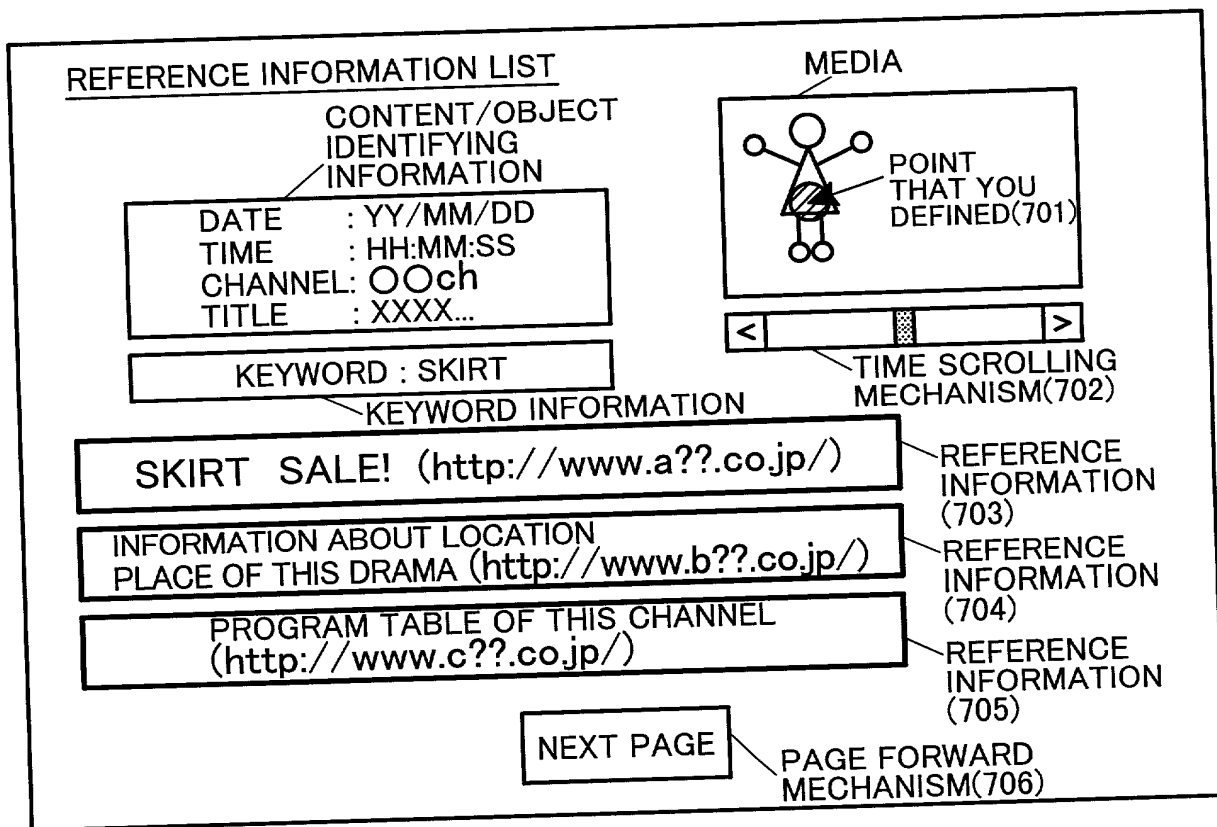 REFERENCE INFORMATION LIST
CONTENT/OBJECT
IDENTIFYING
INFORMATION
DATE : YY/MM/DD
TIME : HH:MM:SS
CHANNEL: ○○ch
TITLE : XXXX...
KEYWORD : SKIRT
KEYWORD INFORMATION
MEDIA
POINT
THAT YOU
DEFINED(701)
< >
TIME SCROLLING
MECHANISM(702)
SKIRT SALE! (http://www.a??.co.jp/)
REFERENCE
INFORMATION
(703)
INFORMATION ABOUT LOCATION
PLACE OF THIS DRAMA (http://www.b??.co.jp/)
REFERENCE
INFORMATION
(704)
PROGRAM TABLE OF THIS CHANNEL
(http://www.c??.co.jp/)
REFERENCE
INFORMATION
(705)
NEXT PAGE
PAGE FORWARD
MECHANISM(706)